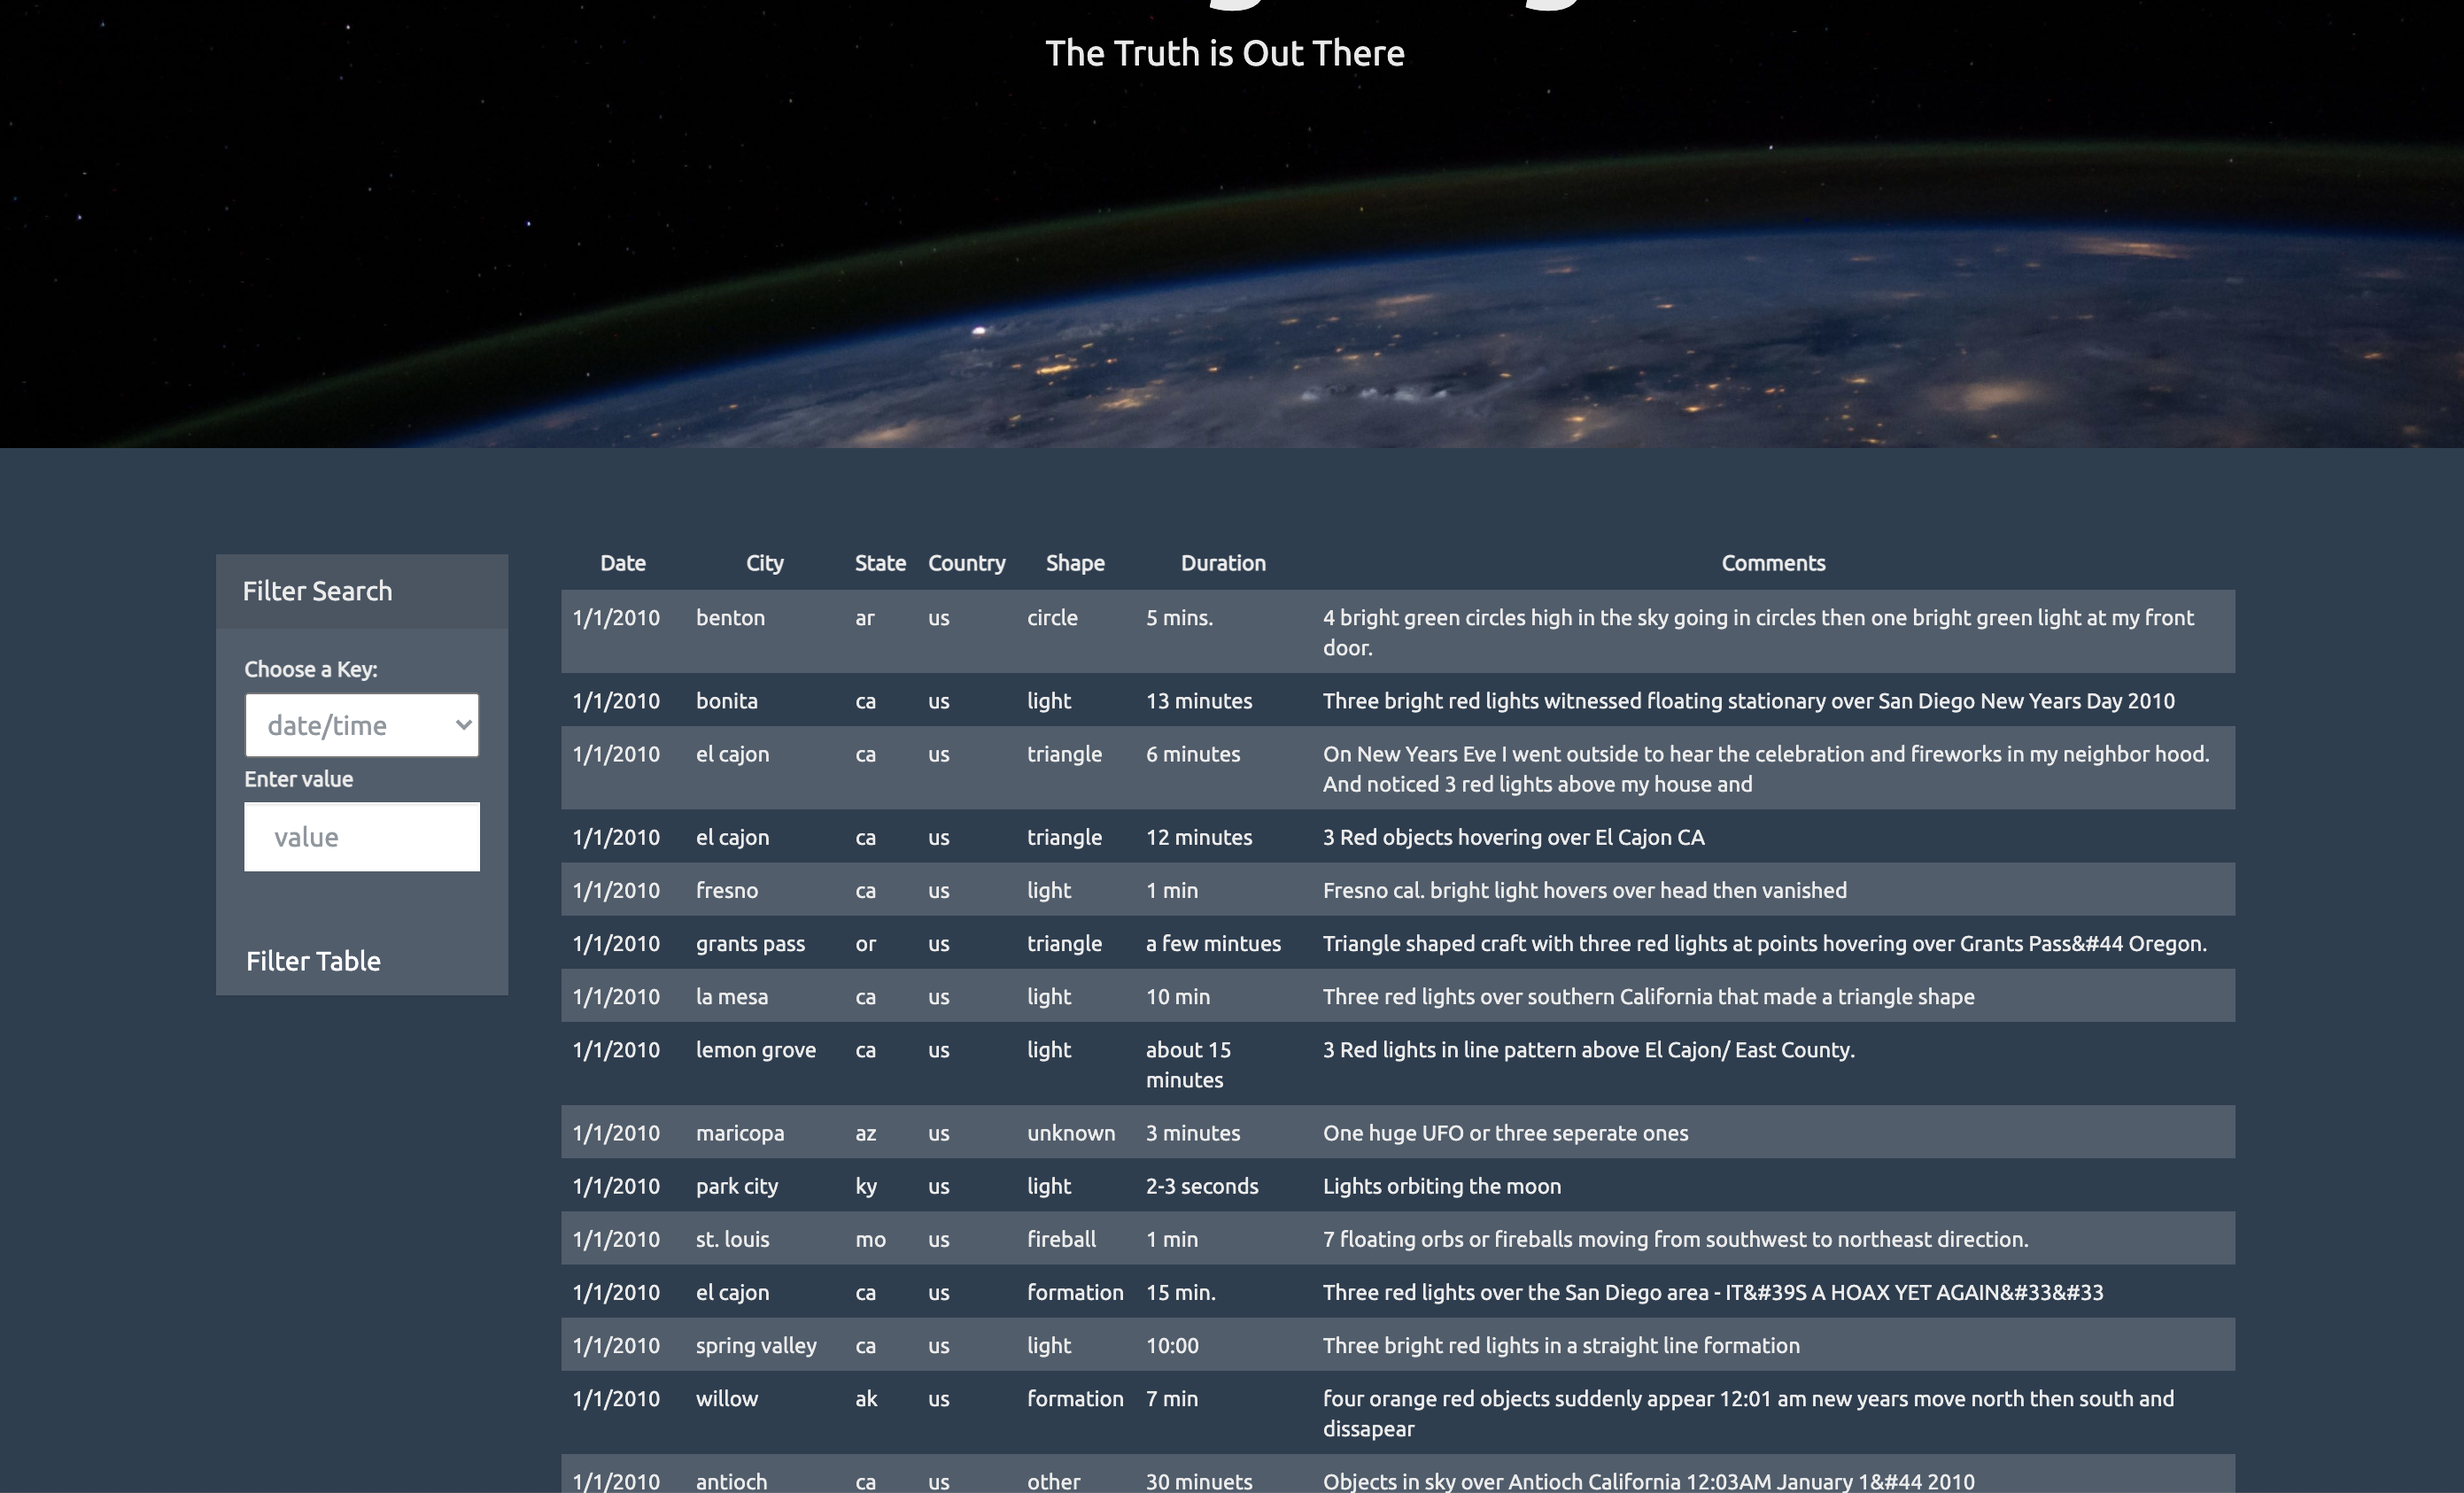 The Truth is Out There
Filter Search
Choose a Key:
date/time
Enter value
value
Filter Table
Date City State Country Shape Duration Comments
1/1/2010 benton ar us circle 5 mins. 4 bright green circles high in the sky going in circles then one bright green light at my front
door.
1/1/2010 bonita ca us light 13 minutes Three bright red lights witnessed floating stationary over San Diego New Years Day 2010
1/1/2010 el cajon ca us triangle 6 minutes On New Years Eve I went outside to hear the celebration and fireworks in my neighbor hood.
And noticed 3 red lights above my house and
1/1/2010 el cajon ca us triangle 12 minutes 3 Red objects hovering over El Cajon CA
1/1/2010 fresno ca us light 1 min Fresno cal. bright light hovers over head then vanished
1/1/2010 grants pass or us triangle a few mintues Triangle shaped craft with three red lights at points hovering over Grants Pass&#44 Oregon.
1/1/2010 la mesa ca us light 10 min Three red lights over southern California that made a triangle shape
1/1/2010 lemon grove ca us light about 15 3 Red lights in line pattern above El Cajon/ East County.
minutes
1/1/2010 maricopa az us unknown 3 minutes One huge UFO or three seperate ones
1/1/2010 park city ky us light 2-3 seconds Lights orbiting the moon
1/1/2010 st. louis mo us fireball 1 min 7 floating orbs or fireballs moving from southwest to northeast direction.
1/1/2010 el cajon ca us formation 15 min. Three red lights over the San Diego area - IT&#39S A HOAX YET AGAIN&#33&#33
1/1/2010 spring valley ca us light 10:00 Three bright red lights in a straight line formation
1/1/2010 willow ak us formation 7 min four orange red objects suddenly appear 12:01 am new years move north then south and
dissapear
1/1/2010 antioch ca us other 30 minuets Objects in sky over Antioch California 12:03AM January 1&#44 2010